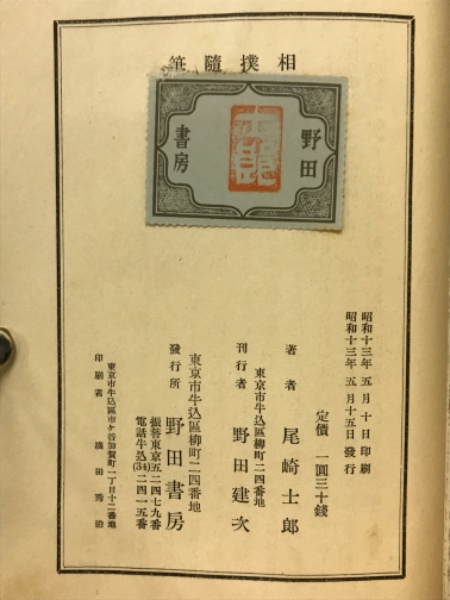 相撲隨筆
野田
書房
昭和十三年五月十日印刷
昭和十三年五月十五日發行
定價 一圓三十錢
著者 尾崎士郎
東京市牛込區柳町二四番地
刊行者 野田建次
東京市牛込區柳町二四番地
發行所 野田書房
振替東京五二四七九番
電話牛込(34)二四一五番
東京市牛込區市ケ谷加賀町一丁目十二番地
印刷者 田秀治